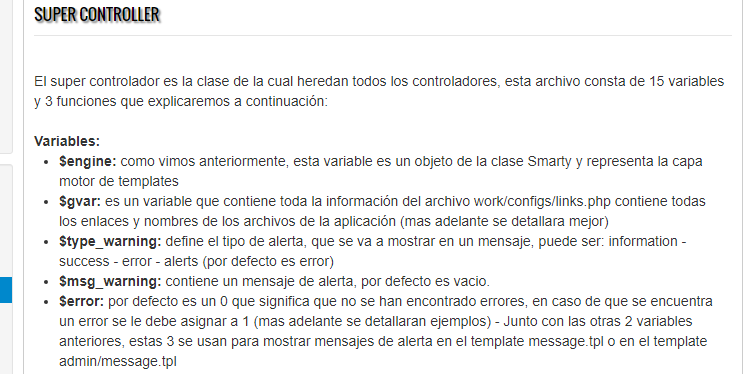 SUPER CONTROLLER
El super controlador es la clase de la cual heredan todos los controladores, esta archivo consta de 15 variables
y 3 funciones que explicaremos a continuación:
Variables:
• $engine: como vimos anteriormente, esta variable es un objeto de la clase Smarty y representa la capa
motor de templates
• $gvar: es un variable que contiene toda la información del archivo work/configs/links.php contiene todas
los enlaces y nombres de los archivos de la aplicación (mas adelante se detallara mejor)
• $type_warning: define el tipo de alerta, que se va a mostrar en un mensaje, puede ser: information -
success - error - alerts (por defecto es error)
• $msg_warning: contiene un mensaje de alerta, por defecto es vacio.
• $error: por defecto es un 0 que significa que no se han encontrado errores, en caso de que se encuentra
un error se le debe asignar a 1 (mas adelante se detallaran ejemplos) - Junto con las otras 2 variables
anteriores, estas 3 se usan para mostrar mensajes de alerta en el template message.tpl o en el template
admin/message.tpl